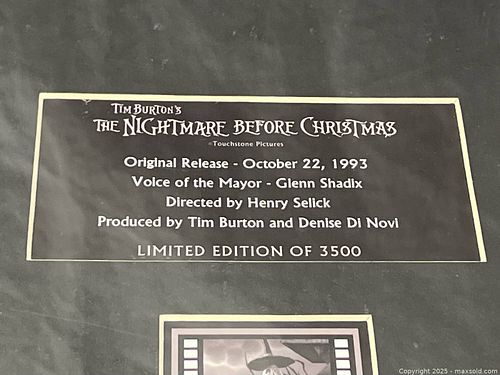 TIM BURTON'S
THE NIGHTMARE BEFORE CHRISTMAS
©Touchstone Pictures
Original Release - October 22, 1993
Voice of the Mayor - Glenn Shadix
Directed by Henry Selick
Produced by Tim Burton and Denise Di Novi
LIMITED EDITION OF 3500
Copyright 2025 - maxsold.com